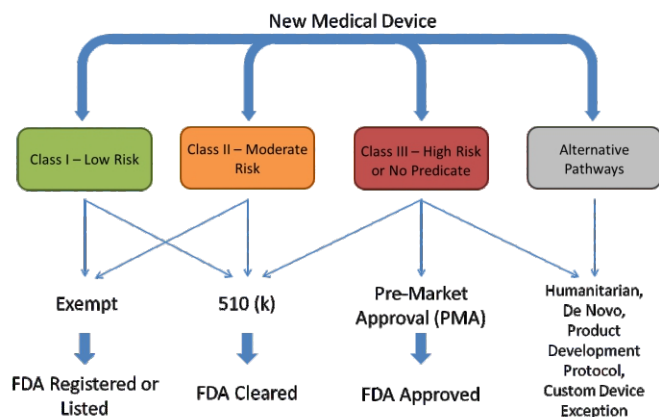 New Medical Device
Class I – Low Risk
Class II – Moderate
Risk
Class III – High Risk
or No Predicate
Alternative
Pathways
Exempt
510 (k)
Pre-Market
Approval (PMA)
Humanitarian,
De Novo,
Product
Development
Protocol,
Custom Device
Exception
FDA Registered or
Listed
FDA Cleared
FDA Approved